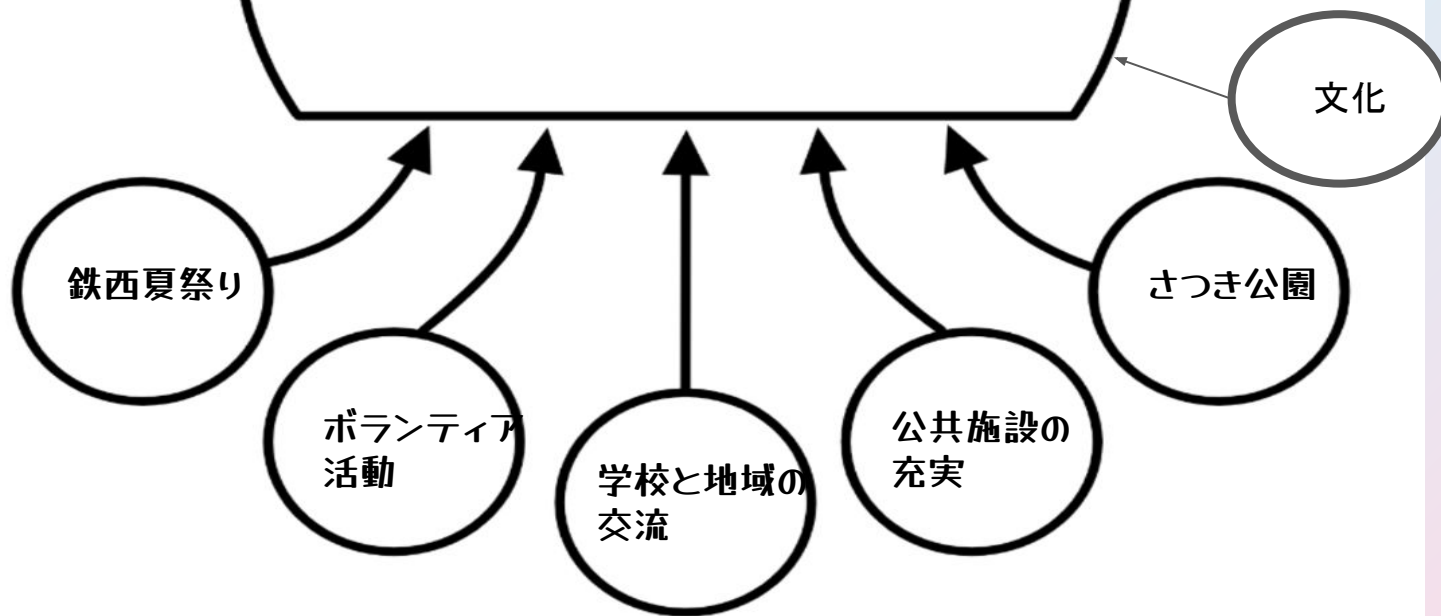 文化
鉄西夏祭り
さつき公園
ボランティア
活動
公共施設の
充実
学校と地域の
交流